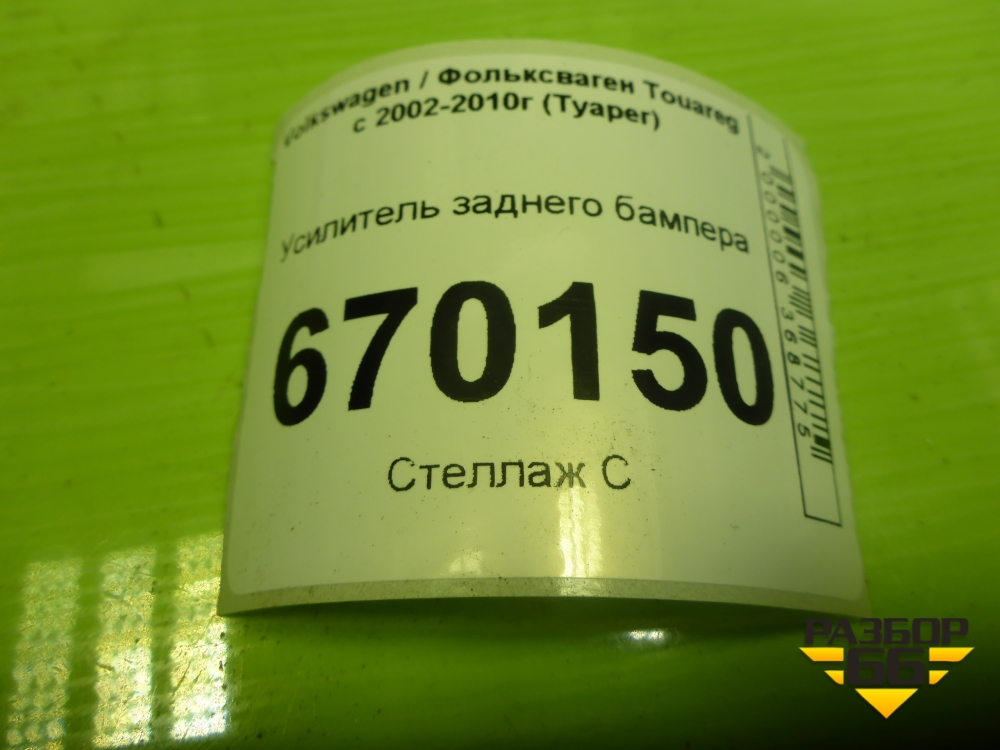 Volkswagen / Фольксваген Touareg
с 2002-2010г (Туарег)
Усилитель заднего бампера
670150
Стеллаж С
2000006368775
РАЗБОР
66